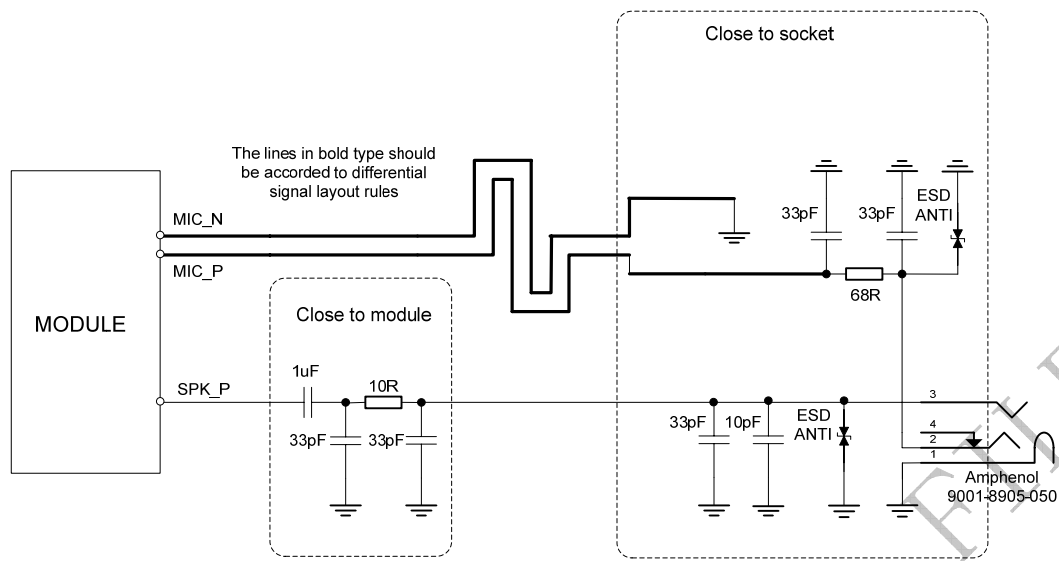 Close to socket
The lines in bold type should
be accorded to differential
signal layout rules
MIC_N
MIC_P
MODULE
33pF
33pF
ESD
ANTI
68R
Close to module
SPK_P
1uF
10R
33pF
33pF
33pF
10pF
ESD
ANTI
3
4
2
1
Amphenol
9001-8905-050